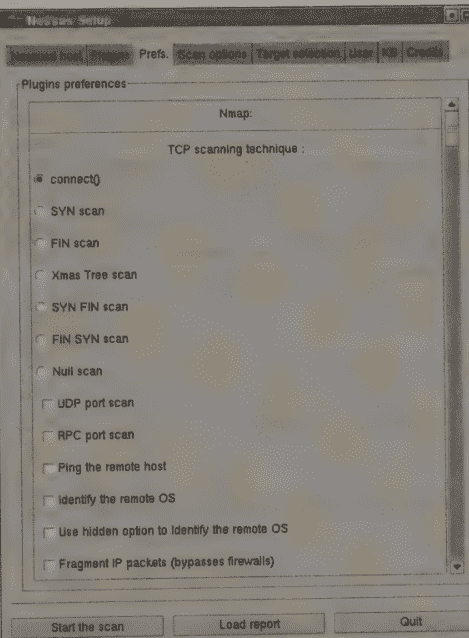 Nessus Setup
Nessusd host Plugins Prefs. Scan options Target selection User KB Credits
Plugins preferences
Nmap:
TCP scanning technique :
connect()
SYN scan
FIN scan
Xmas Tree scan
SYN FIN scan
FIN SYN scan
Null scan
UDP port scan
RPC port scan
Ping the remote host
Identify the remote OS
Use hidden option to identify the remote OS
Fragment IP packets (bypasses firewalls)
Start the scan Load report Quit